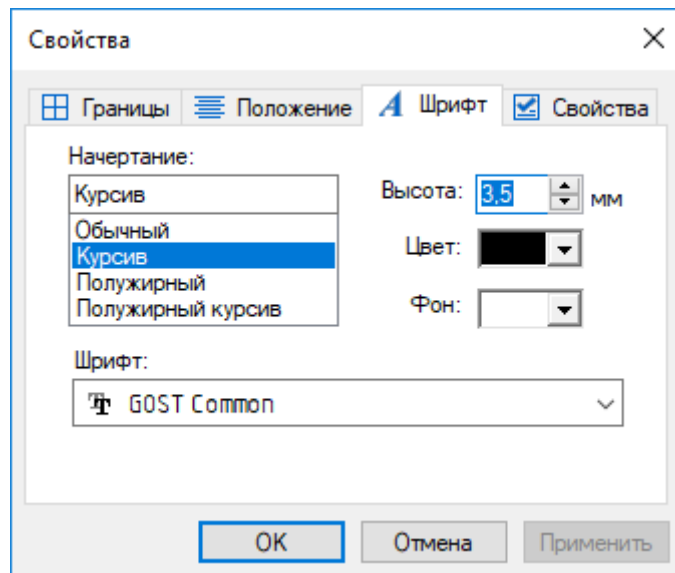 Свойства
Границы Положение Шрифт Свойства
Начертание:
Курсив
Высота: 3,5 мм
Обычный
Курсив
Цвет:
Полужирный
Полужирный курсив
Фон:
Шрифт:
GOST Common
OK Отмена Применить